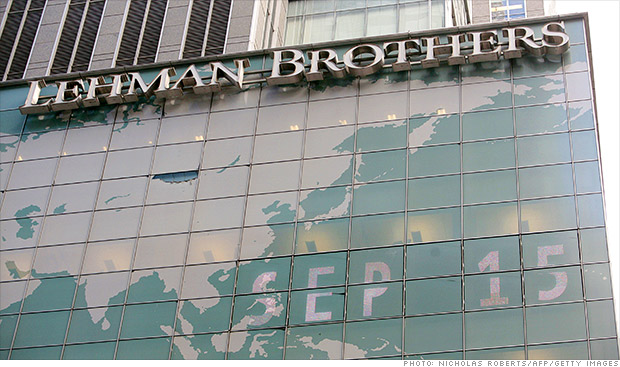 LEHMAN BROTHERS
SEP 15
PHOTO: NICHOLAS ROBERTS/AFP/GETTY IMAGES